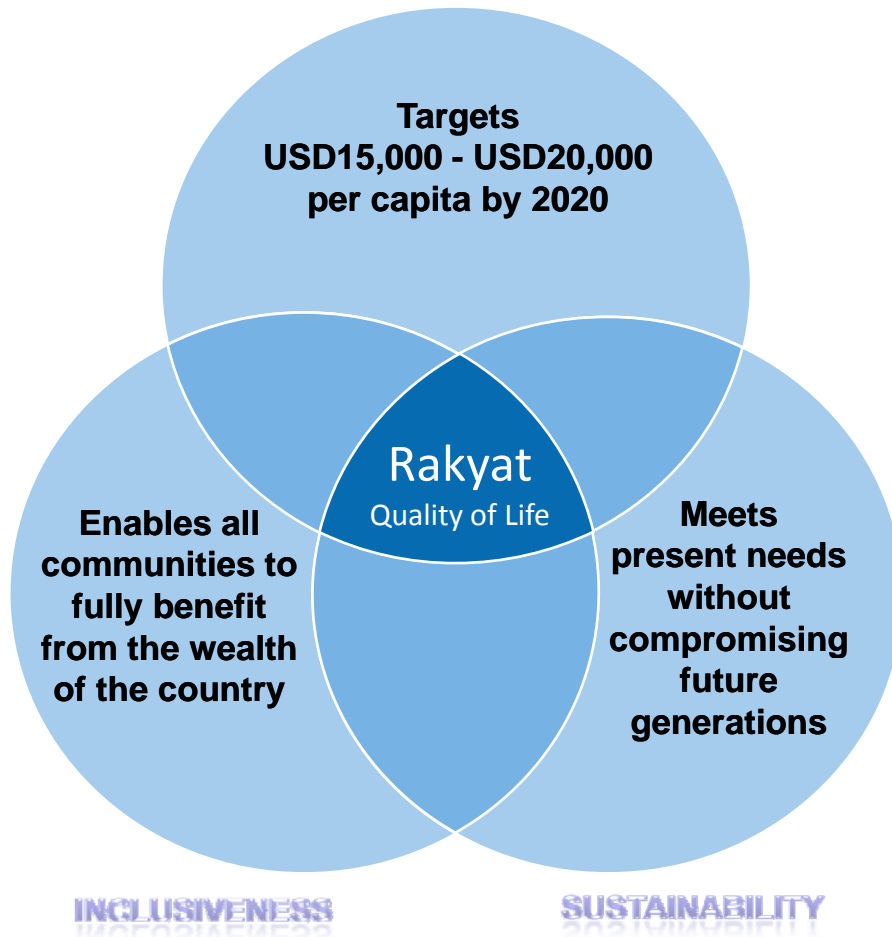 Targets
USD15,000 - USD20,000
per capita by 2020
Rakyat
Quality of Life
Enables all
communities to
fully benefit
from the wealth
of the country
Meets
present needs
without
compromising
future
generations
INCLUSIVENESS
SUSTAINABILITY